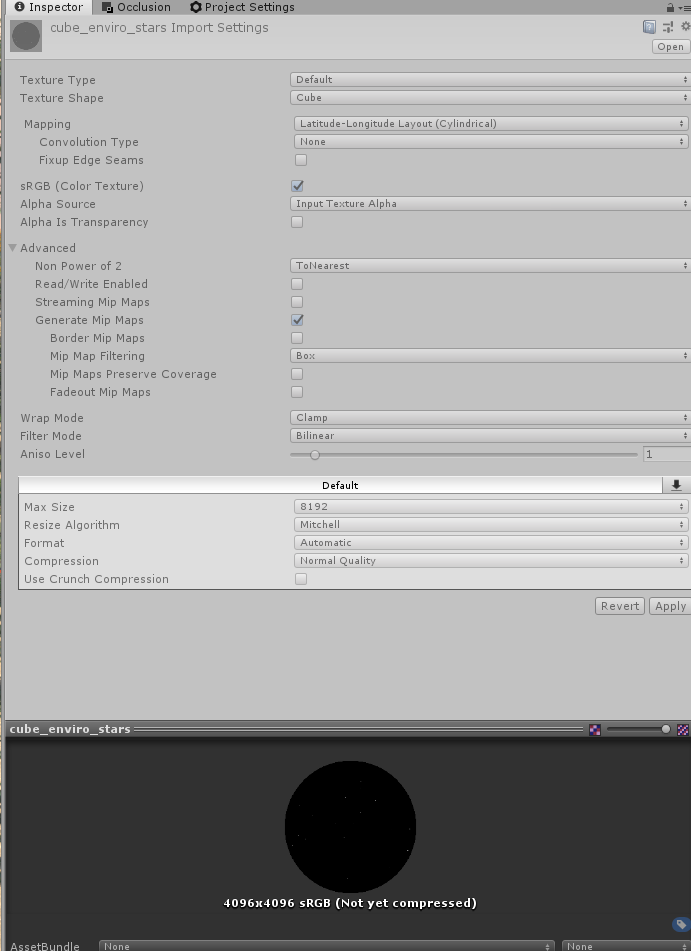 Inspector Occlusion Project Settings
cube_enviro_stars Import Settings
Open
Texture Type Default
Texture Shape Cube
Mapping Latitude-Longitude Layout (Cylindrical)
Convolution Type None
Fixup Edge Seams
sRGB (Color Texture)
Alpha Source Input Texture Alpha
Alpha Is Transparency
Advanced
Non Power of 2 ToNearest
Read/Write Enabled
Streaming Mip Maps
Generate Mip Maps
Border Mip Maps
Mip Map Filtering Box
Mip Maps Preserve Coverage
Fadeout Mip Maps
Wrap Mode Clamp
Filter Mode Bilinear
Aniso Level 1
Default
Max Size 8192
Resize Algorithm Mitchell
Format Automatic
Compression Normal Quality
Use Crunch Compression
Revert Apply
cube_enviro_stars
4096x4096 sRGB (Not yet compressed)
AssetBundle None None